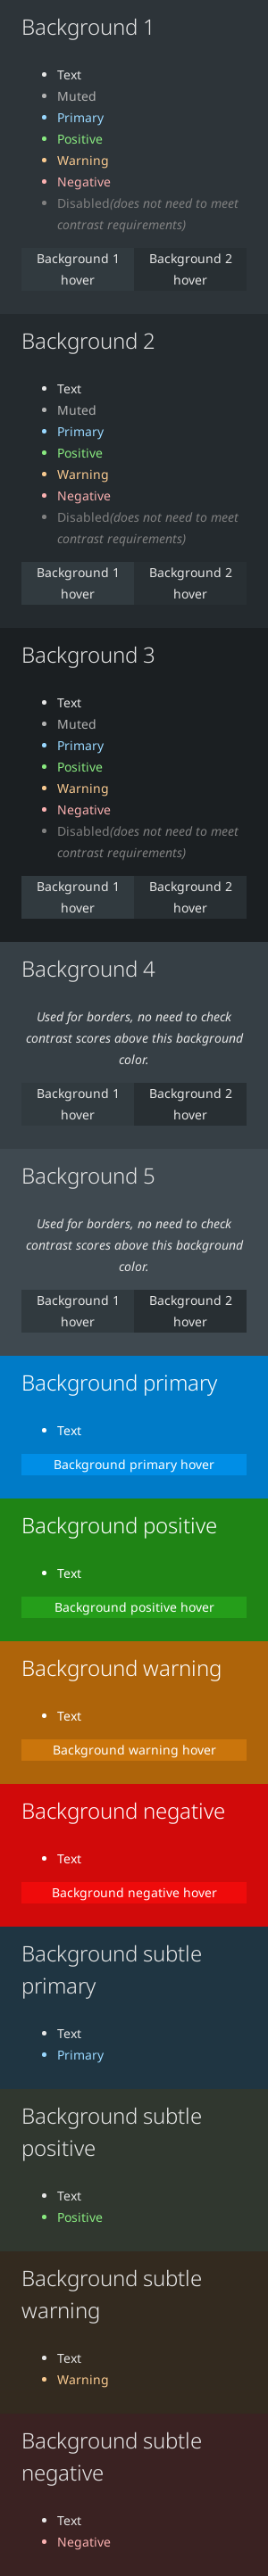 Background 1
Text
Muted
Primary
Positive
Warning
Negative
Disabled(does not need to meet
contrast requirements)
Background 1 Background 2
hover hover
Background 2
Text
Muted
Primary
Positive
Warning
Negative
Disabled(does not need to meet
contrast requirements)
Background 1 Background 2
hover hover
Background 3
Text
Muted
Primary
Positive
Warning
Negative
Disabled(does not need to meet
contrast requirements)
Background 1 Background 2
hover hover
Background 4
Used for borders, no need to check
contrast scores above this background
color.
Background 1 Background 2
hover hover
Background 5
Used for borders, no need to check
contrast scores above this background
color.
Background 1 Background 2
hover hover
Background primary
Text
Background primary hover
Background positive
Text
Background positive hover
Background warning
Text
Background warning hover
Background negative
Text
Background negative hover
Background subtle
primary
Text
Primary
Background subtle
positive
Text
Positive
Background subtle
warning
Text
Warning
Background subtle
negative
Text
Negative